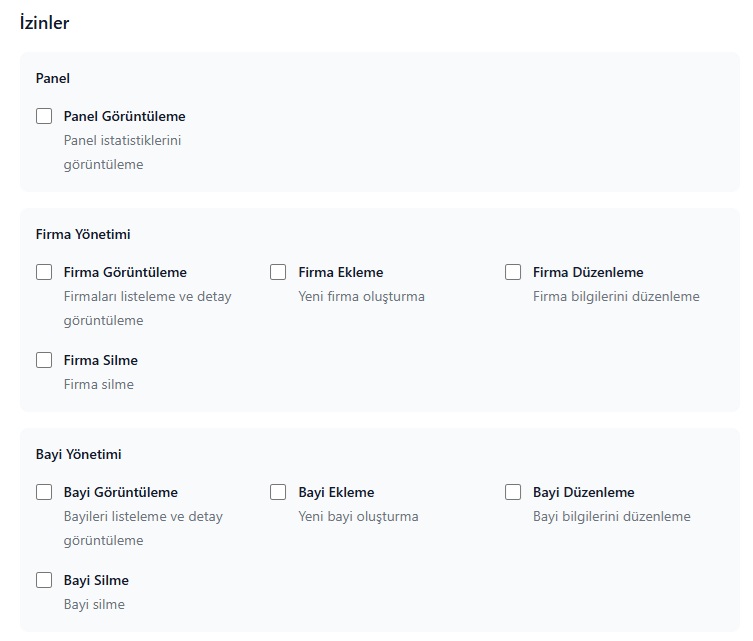 İzinler
Panel
Panel Görüntüleme
Panel istatistiklerini
görüntüleme
Firma Yönetimi
Firma Görüntüleme
Firmaları listeleme ve detay
görüntüleme
Firma Ekleme
Yeni firma oluşturma
Firma Düzenleme
Firma bilgilerini düzenleme
Firma Silme
Firma silme
Bayi Yönetimi
Bayi Görüntüleme
Bayileri listeleme ve detay
görüntüleme
Bayi Ekleme
Yeni bayi oluşturma
Bayi Düzenleme
Bayi bilgilerini düzenleme
Bayi Silme
Bayi silme